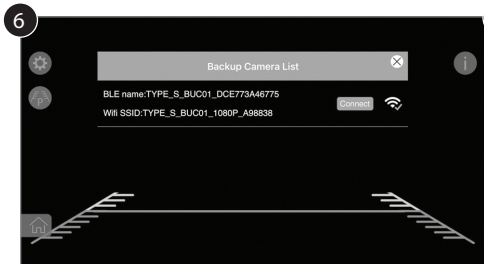 6
Backup Camera List
BLE name:TYPE_S_BUC01_DCE773A46775
Wifi SSID:TYPE_S_BUC01_1080P_A98838
Connect
P
i